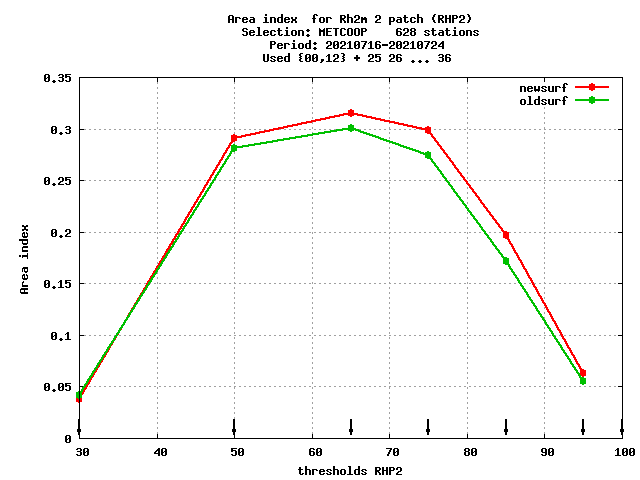 Area index  for Rh2m 2 patch (RHP2)
Selection: METCOOP    628 stations
Period: 20210716-20210724
Used {00,12} + 25 26 ... 36
newsurf
oldsurf
0.35
0.3
0.25
0.2
0.15
0.1
0.05
0
Area index
30 40 50 60 70 80 90 100
thresholds RHP2